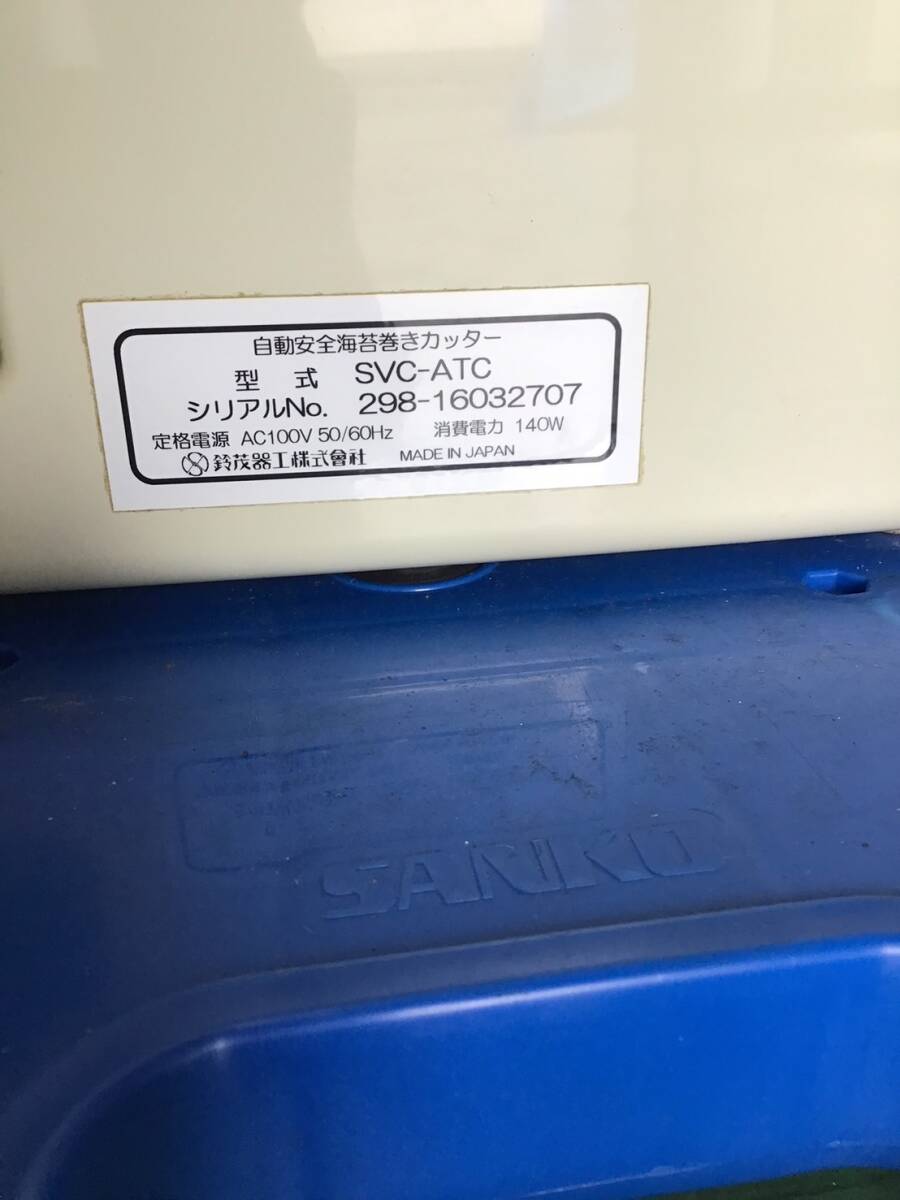 自動安全海苔巻きカッター
型 式 SVC-ATC
シリアルNo. 298-16032707
定格電源 AC100V 50/60Hz 消費電力 140W
鈴茂器工株式會社 MADE IN JAPAN
SANKO